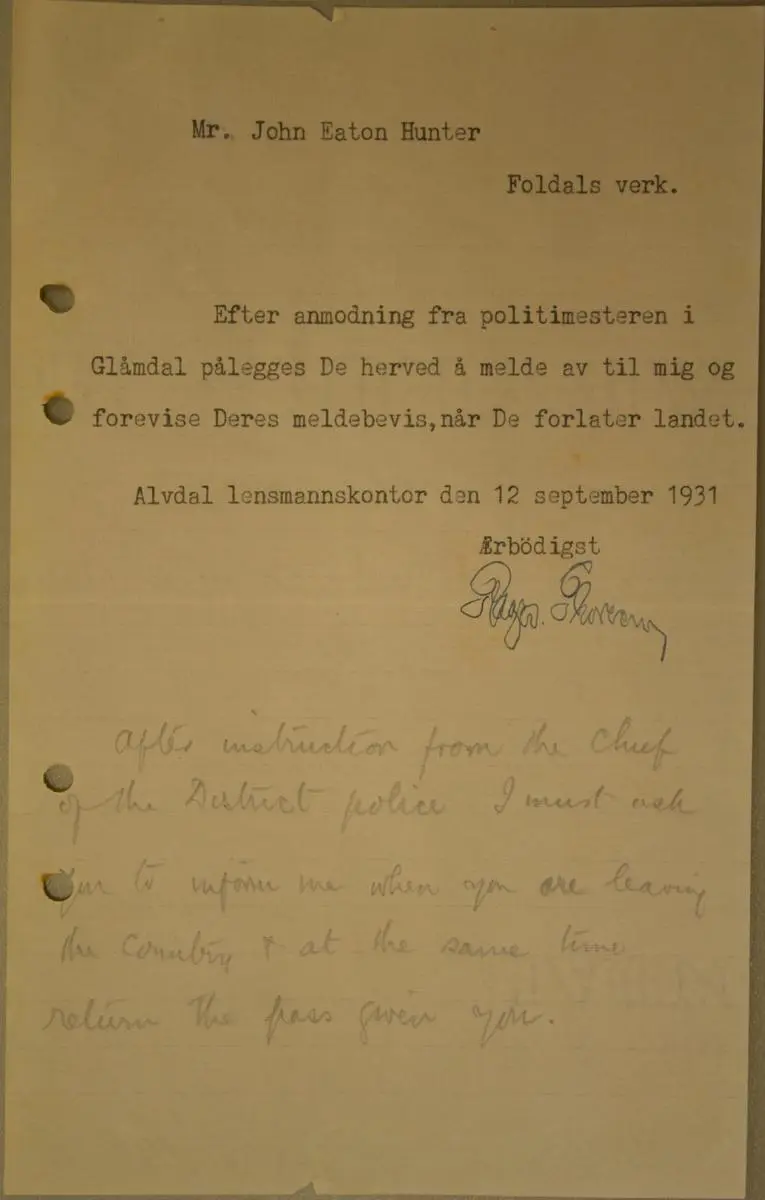 Mr. John Eaton Hunter
Foldals verk.
Efter anmodning fra politimesteren i
Glåmdal pålegges De herved å melde av til mig og
forevise Deres meldebevis,når De forlater landet.
Alvdal lensmannskontor den 12 september 1931
Ærbödigst
After instruction from the Chief
of the District police I must ask
you to inform me when you are leaving
the Country & at the same time
return the pass given you.